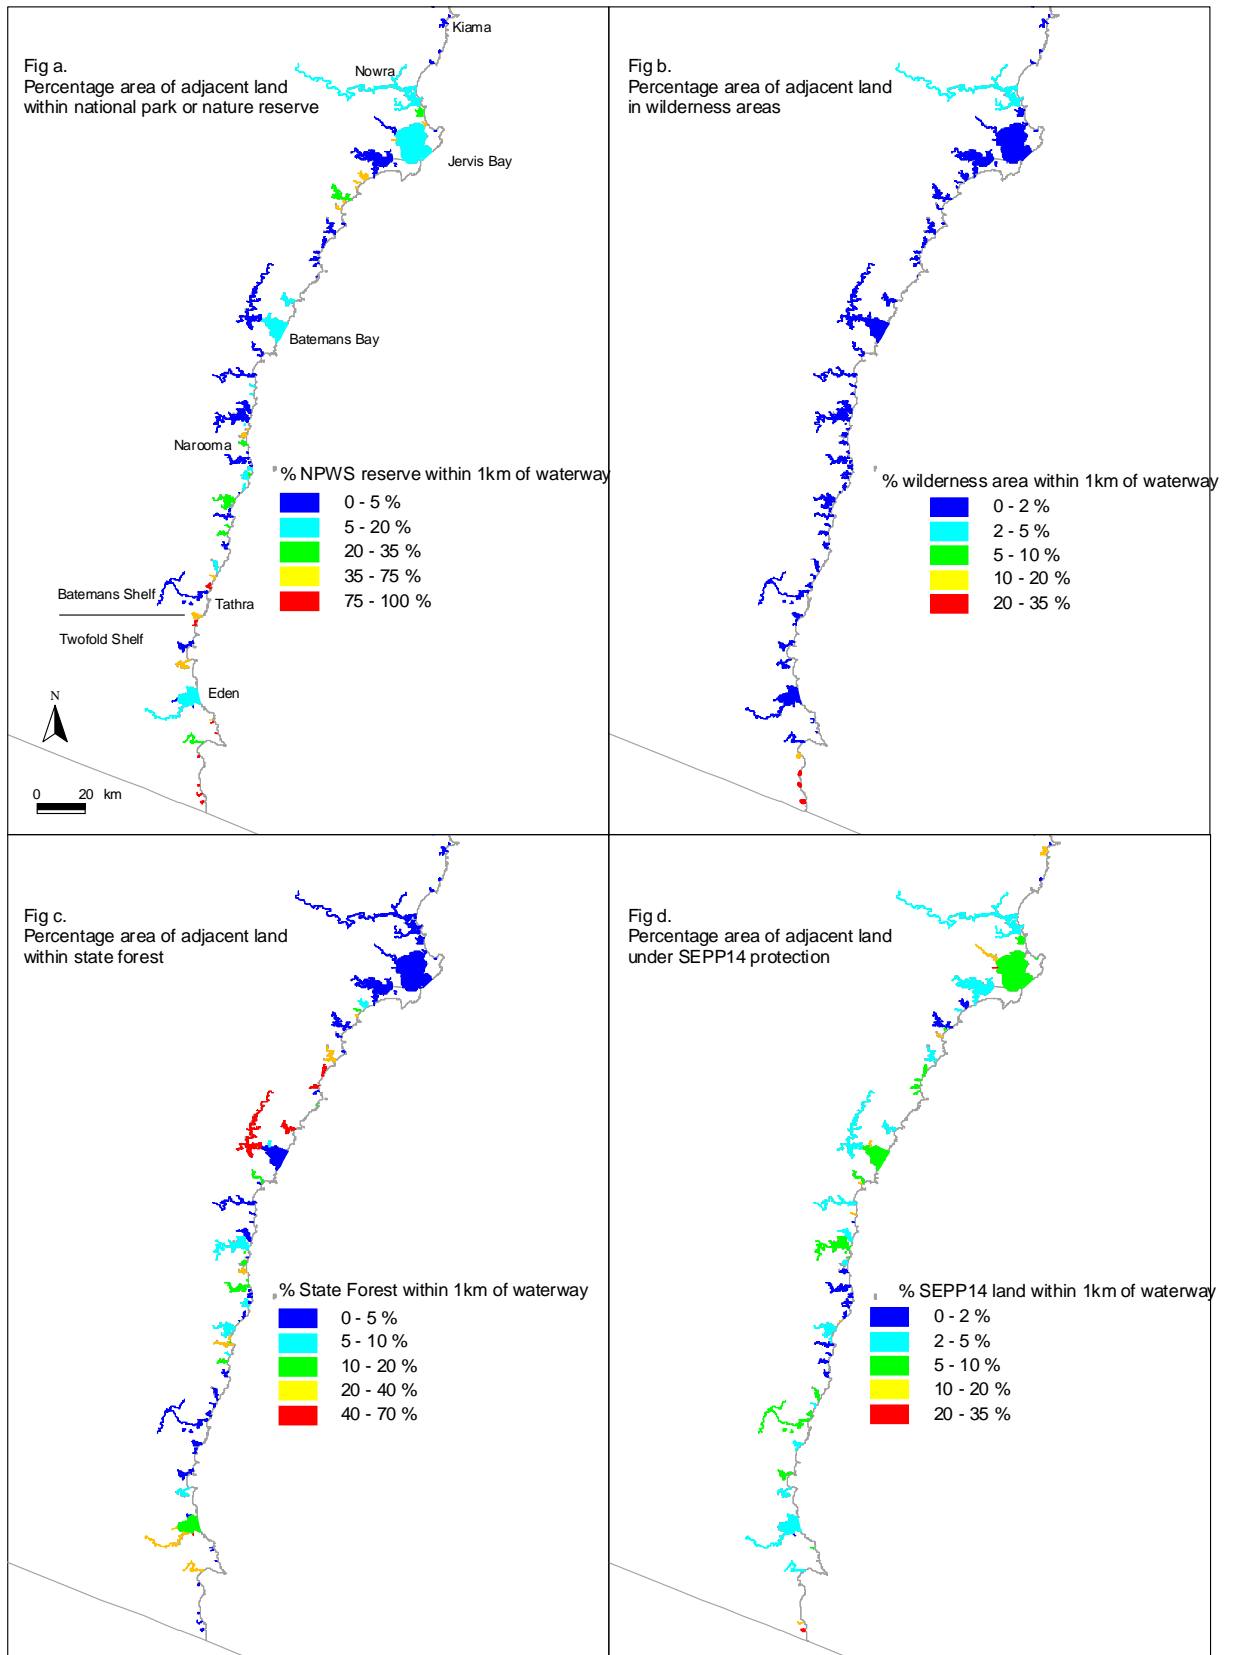 Fig a.
Percentage area of adjacent land
within national park or nature reserve
Kiama
Nowra
Jervis Bay
Batemans Bay
Narooma
% NPWS reserve within 1km of waterway
0 - 5 %
5 - 20 %
20 - 35 %
35 - 75 %
75 - 100 %
Batemans Shelf
Tathra
Twofold Shelf
Eden
N
0 20 km
Fig b.
Percentage area of adjacent land
in wilderness areas
% wilderness area within 1km of waterway
0 - 2 %
2 - 5 %
5 - 10 %
10 - 20 %
20 - 35 %
Fig c.
Percentage area of adjacent land
within state forest
% State Forest within 1km of waterway
0 - 5 %
5 - 10 %
10 - 20 %
20 - 40 %
40 - 70 %
Fig d.
Percentage area of adjacent land
under SEPP14 protection
% SEPP14 land within 1km of waterway
0 - 2 %
2 - 5 %
5 - 10 %
10 - 20 %
20 - 35 %